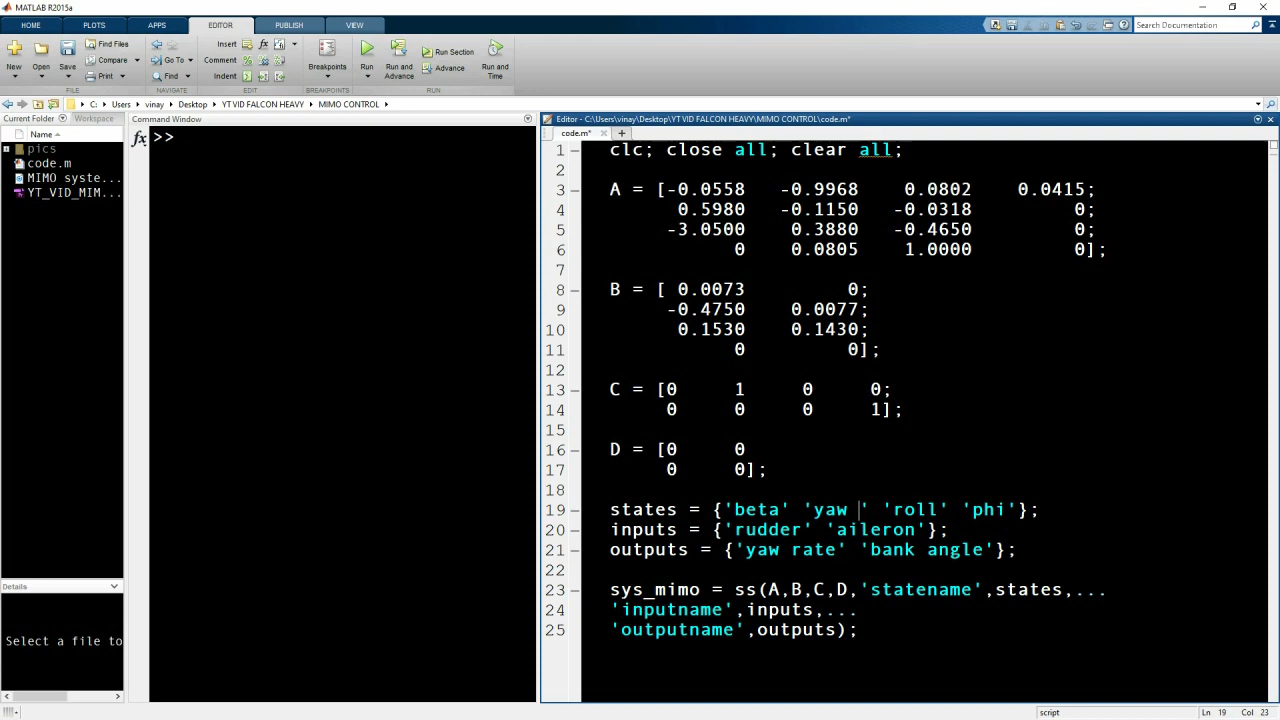 MATLAB R2015a
HOME PLOTS APPS EDITOR PUBLISH VIEW Search Documentation
New Open Save Find Files Compare Print Go To Find Insert fx Comment Indent Breakpoints Run Run and Advance Run Section Advance Run and Time
FILE NAVIGATE EDIT BREAKPOINTS RUN
C: Users vinay Desktop YT VID FALCON HEAVY MIMO CONTROL
Current Folder Workspace
Name
pics
code.m
MIMO syste...
YT_VID_MIM...
Details
Select a file to
Command Window
fx >>
Editor - C:\Users\vinay\Desktop\YT VID FALCON HEAVY\MIMO CONTROL\code.m*
code.m*
1 clc; close all; clear all;
2
3 A = [-0.0558 -0.9968 0.0802 0.0415;
4 0.5980 -0.1150 -0.0318 0;
5 -3.0500 0.3880 -0.4650 0;
6 0 0.0805 1.0000 0];
7
8 B = [ 0.0073 0;
9 -0.4750 0.0077;
10 0.1530 0.1430;
11 0 0];
12
13 C = [0 1 0 0;
14 0 0 0 1];
15
16 D = [0 0
17 0 0];
18
19 states = {'beta' 'yaw ' 'roll' 'phi'};
20 inputs = {'rudder' 'aileron'};
21 outputs = {'yaw rate' 'bank angle'};
22
23 sys_mimo = ss(A,B,C,D,'statename',states,...
24 'inputname',inputs,...
25 'outputname',outputs);
script Ln 19 Col 23